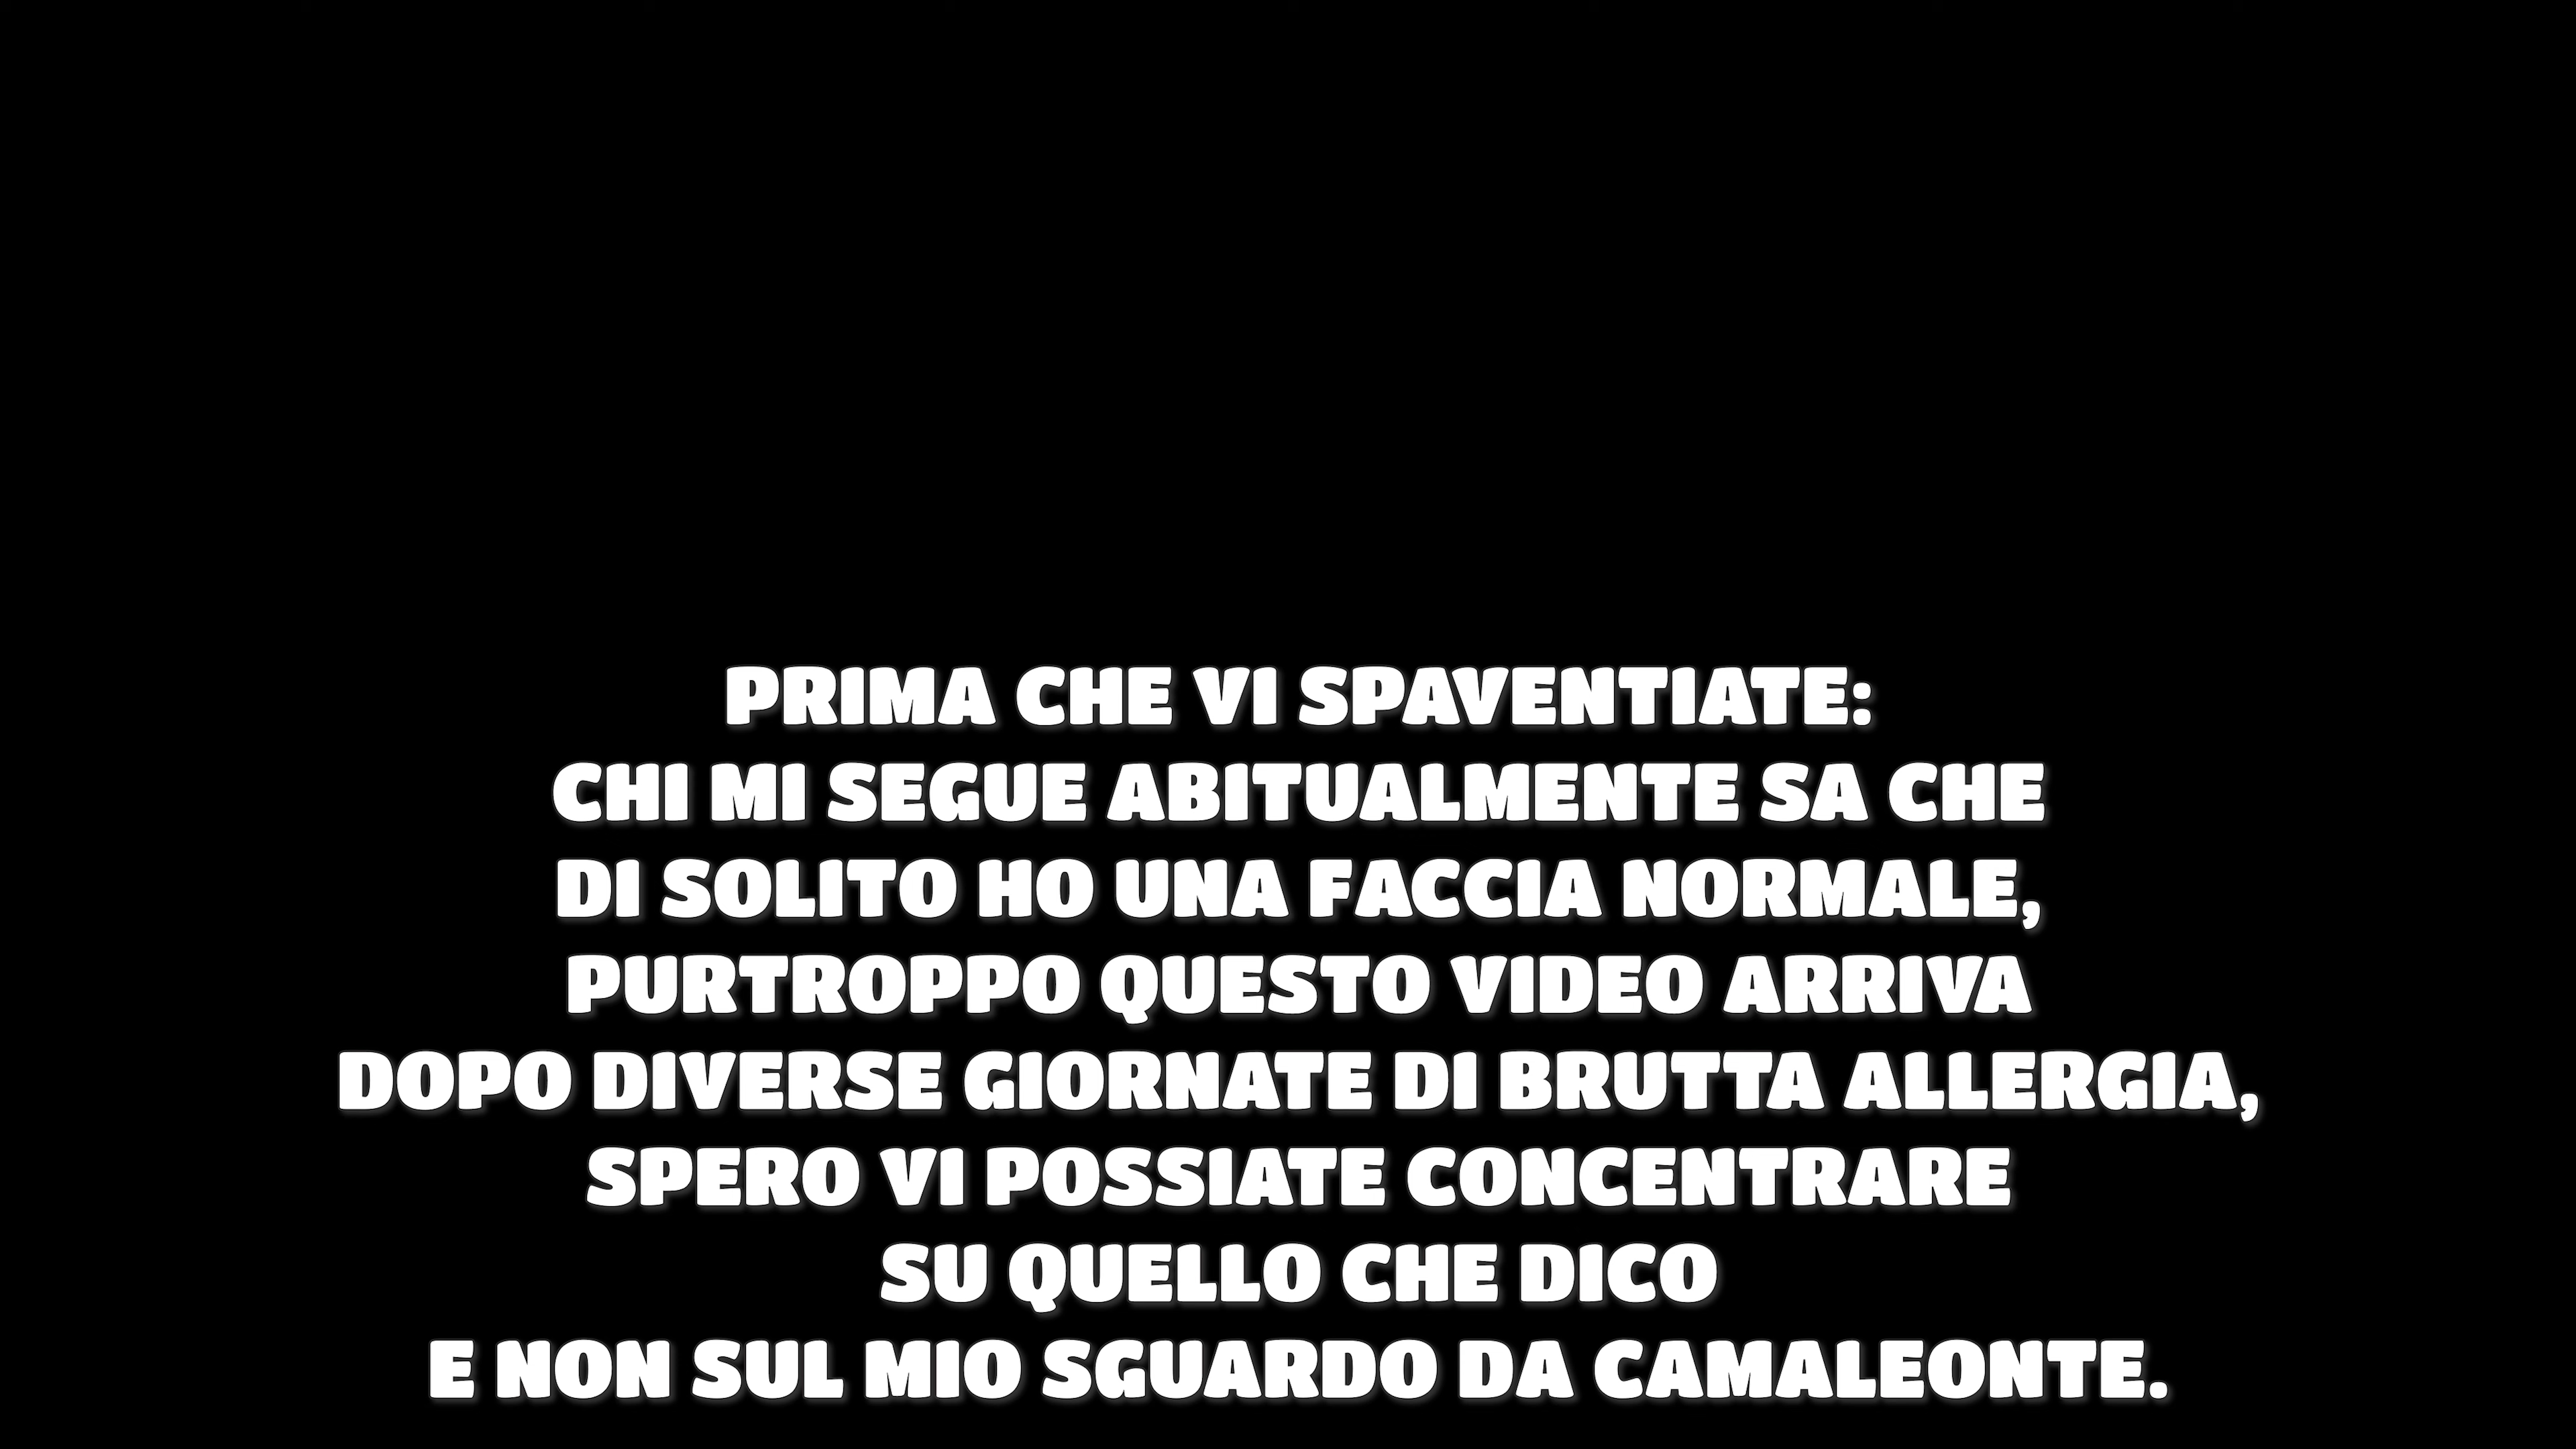 PRIMA CHE VI SPAVENTIATE:
CHI MI SEGUE ABITUALMENTE SA CHE
DI SOLITO HO UNA FACCIA NORMALE,
PURTROPPO QUESTO VIDEO ARRIVA
DOPO DIVERSE GIORNATE DI BRUTTA ALLERGIA,
SPERO VI POSSIATE CONCENTRARE
SU QUELLO CHE DICO
E NON SUL MIO SGUARDO DA CAMALEONTE.